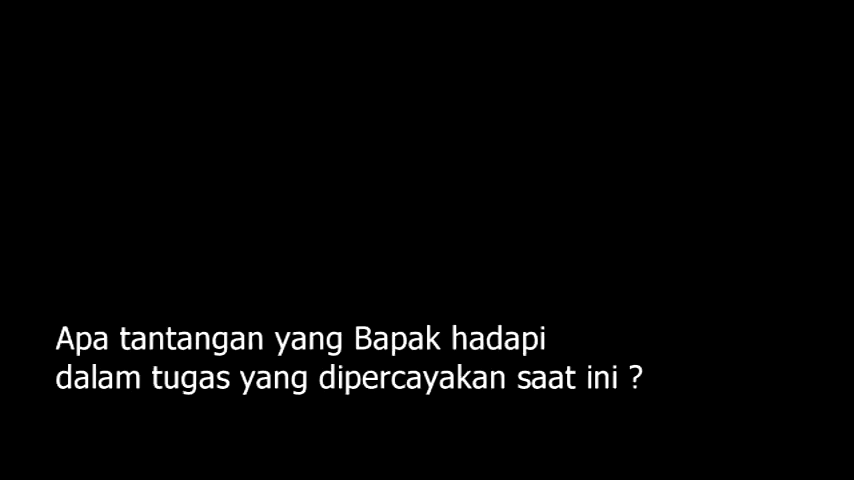 Apa tantangan yang Bapak hadapi
dalam tugas yang dipercayakan saat ini ?